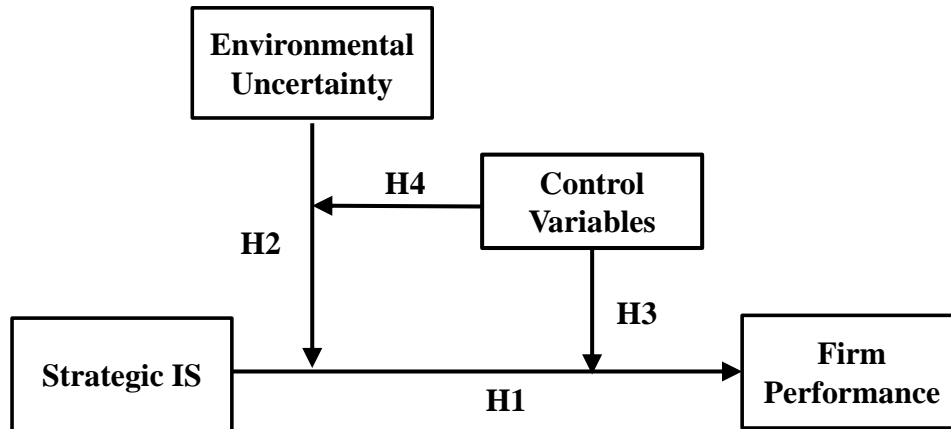 Environmental
Uncertainty
H4
Control
Variables
H2
H3
Strategic IS
H1
Firm
Performance